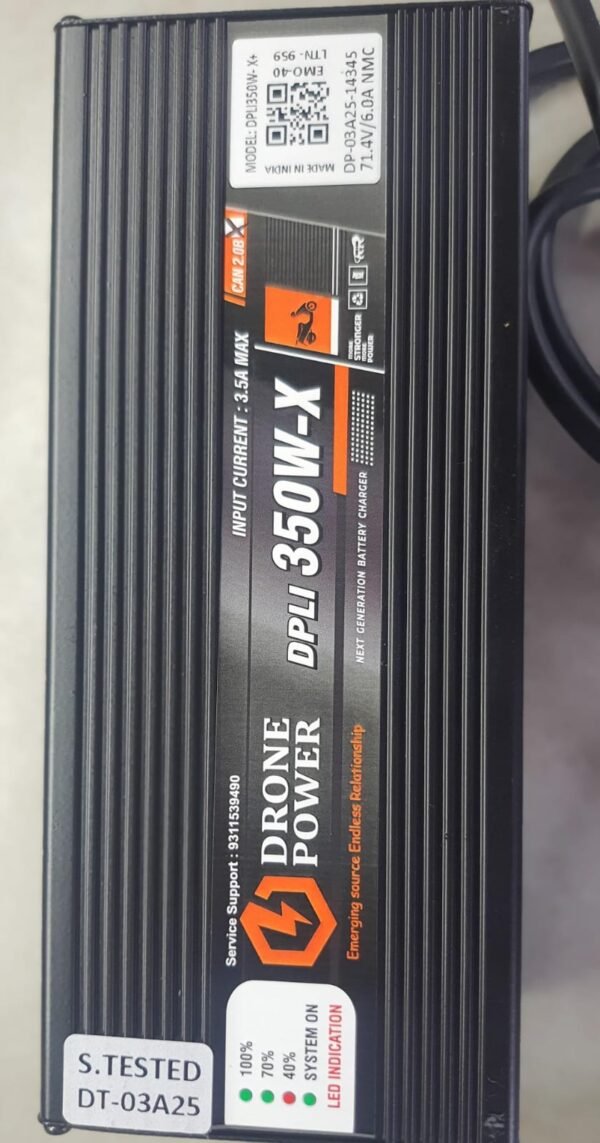 S.TESTED
DT-03A25
100%
70%
40%
SYSTEM ON
LED INDICATION
Service Support : 9311539490
DRONE
POWER
Emerging source Endless Relationship
INPUT CURRENT : 3.5A MAX
DPLI 350W-X
NEXT GENERATION BATTERY CHARGER
CAN 2.0B X
MORE
STRONGER
MORE
POWER
MODEL: DPLI350W-X+
EMO-40
LTN- 959
MADE IN INDIA
DP-03A25-14345
71.4V/6.0A NMC